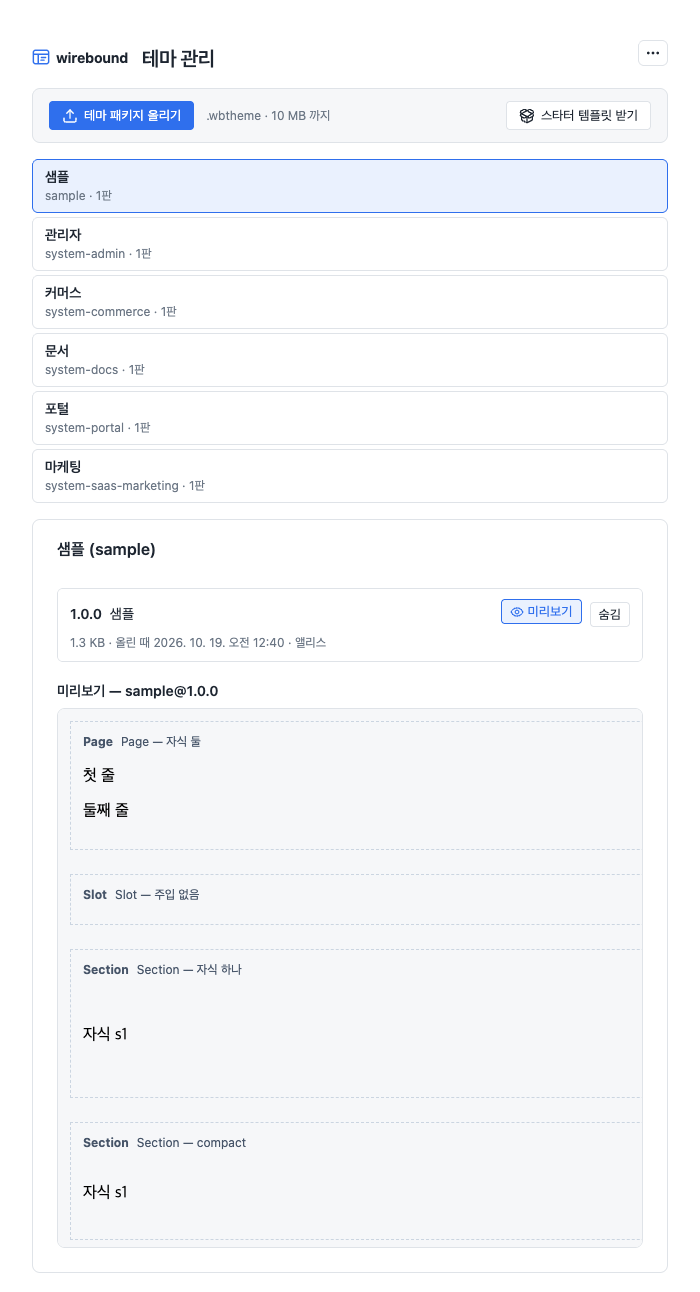 wirebound 테마 관리
테마 패키지 올리기 .wbtheme · 10 MB 까지 스타터 템플릿 받기
샘플
sample · 1판
관리자
system-admin · 1판
커머스
system-commerce · 1판
문서
system-docs · 1판
포털
system-portal · 1판
마케팅
system-saas-marketing · 1판
샘플 (sample)
1.0.0 샘플 미리보기 숨김
1.3 KB · 올린 때 2026. 10. 19. 오전 12:40 · 앨리스
미리보기 — sample@1.0.0
Page Page — 자식 둘
첫 줄
둘째 줄
Slot Slot — 주입 없음
Section Section — 자식 하나
자식 s1
Section Section — compact
자식 s1